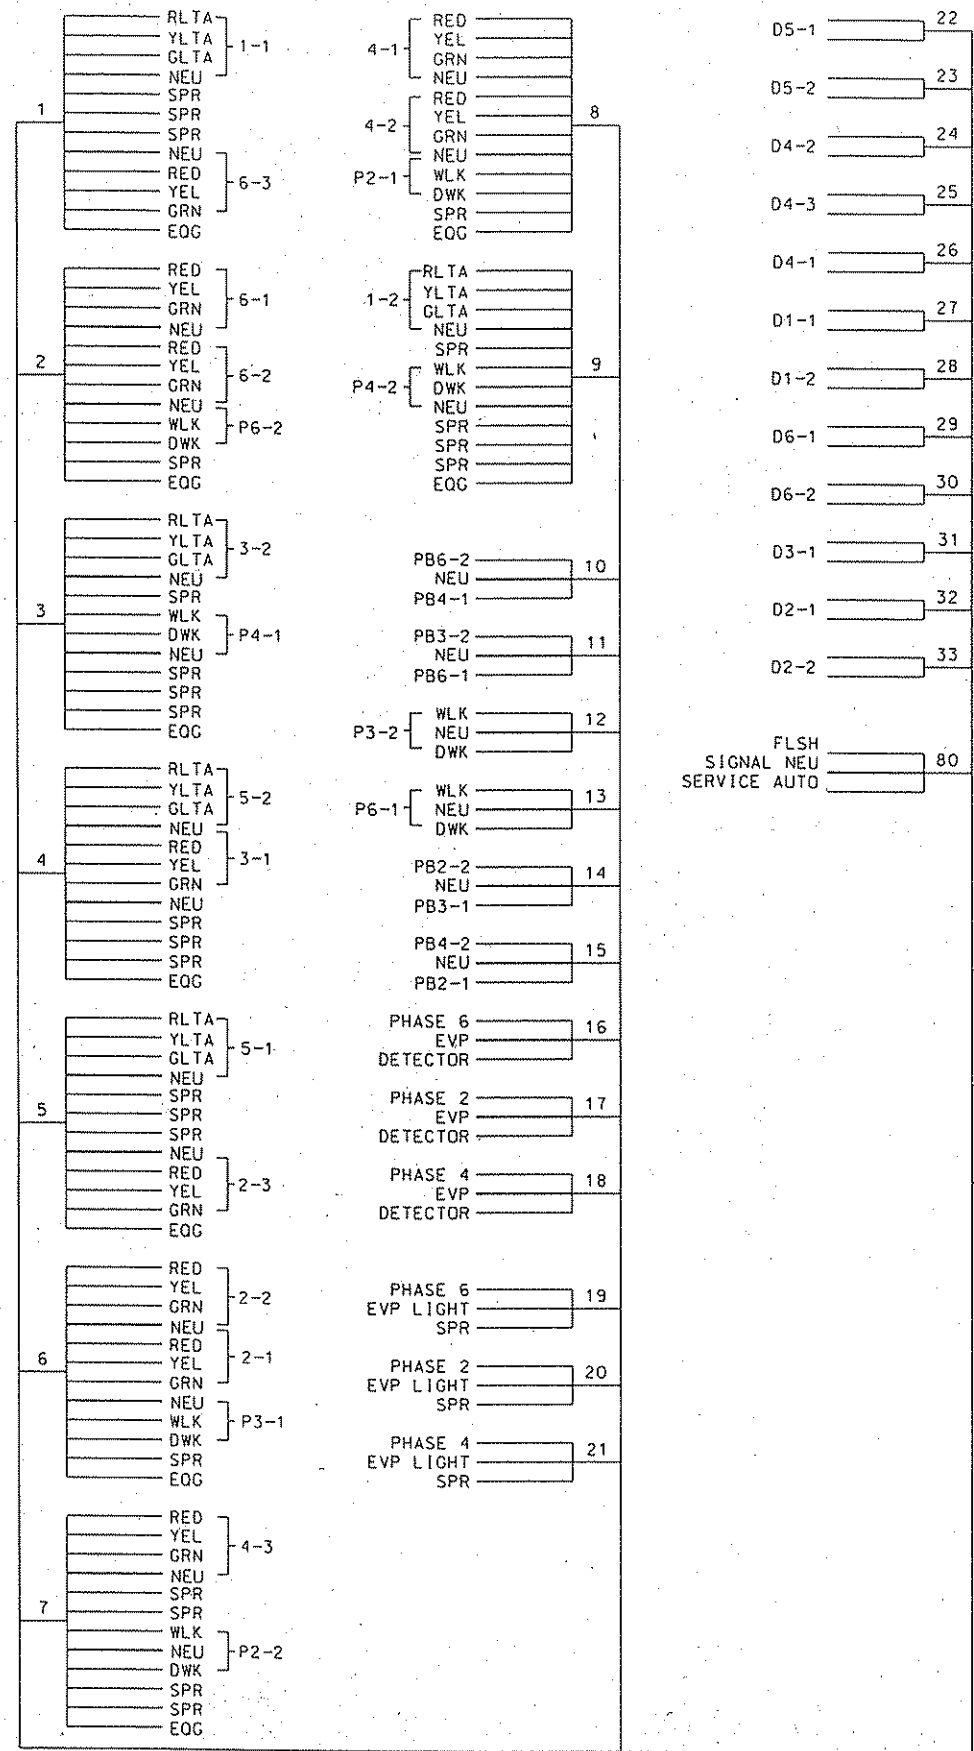 RLTA
YLTA
GLTA
NEU
1-1
SPR
SPR
SPR
1
NEU
RED
YEL
GRN
6-3
EQG
RED
YEL
GRN
NEU
6-1
2
RED
YEL
GRN
NEU
6-2
WLK
DWK
P6-2
SPR
EQG
RLTA
YLTA
GLTA
NEU
3-2
SPR
3
WLK
DWK
NEU
P4-1
SPR
SPR
SPR
EQG
RLTA
YLTA
GLTA
NEU
5-2
4
RED
YEL
GRN
3-1
NEU
SPR
SPR
SPR
EQG
RLTA
YLTA
GLTA
NEU
5-1
SPR
5
SPR
SPR
NEU
RED
YEL
GRN
2-3
EQG
RED
YEL
GRN
NEU
2-2
6
RED
YEL
GRN
2-1
NEU
WLK
DWK
P3-1
SPR
EQG
RED
YEL
GRN
NEU
4-3
SPR
7
SPR
WLK
NEU
DWK
P2-2
SPR
SPR
EQG
4-1
RED
YEL
GRN
NEU
4-2
RED
YEL
GRN
NEU
8
P2-1
WLK
DWK
SPR
EQG
1-2
RLTA
YLTA
GLTA
NEU
SPR
9
P4-2
WLK
DWK
NEU
SPR
SPR
SPR
EQG
PB6-2
NEU
PB4-1
10
PB3-2
NEU
PB6-1
11
P3-2
WLK
NEU
DWK
12
P6-1
WLK
NEU
DWK
13
PB2-2
NEU
PB3-1
14
PB4-2
NEU
PB2-1
15
PHASE 6
EVP
DETECTOR
16
PHASE 2
EVP
DETECTOR
17
PHASE 4
EVP
DETECTOR
18
PHASE 6
EVP LIGHT
SPR
19
PHASE 2
EVP LIGHT
SPR
20
PHASE 4
EVP LIGHT
SPR
21
D5-1 22
D5-2 23
D4-2 24
D4-3 25
D4-1 26
D1-1 27
D1-2 28
D6-1 29
D6-2 30
D3-1 31
D2-1 32
D2-2 33
FLSH
SIGNAL NEU
SERVICE AUTO
80